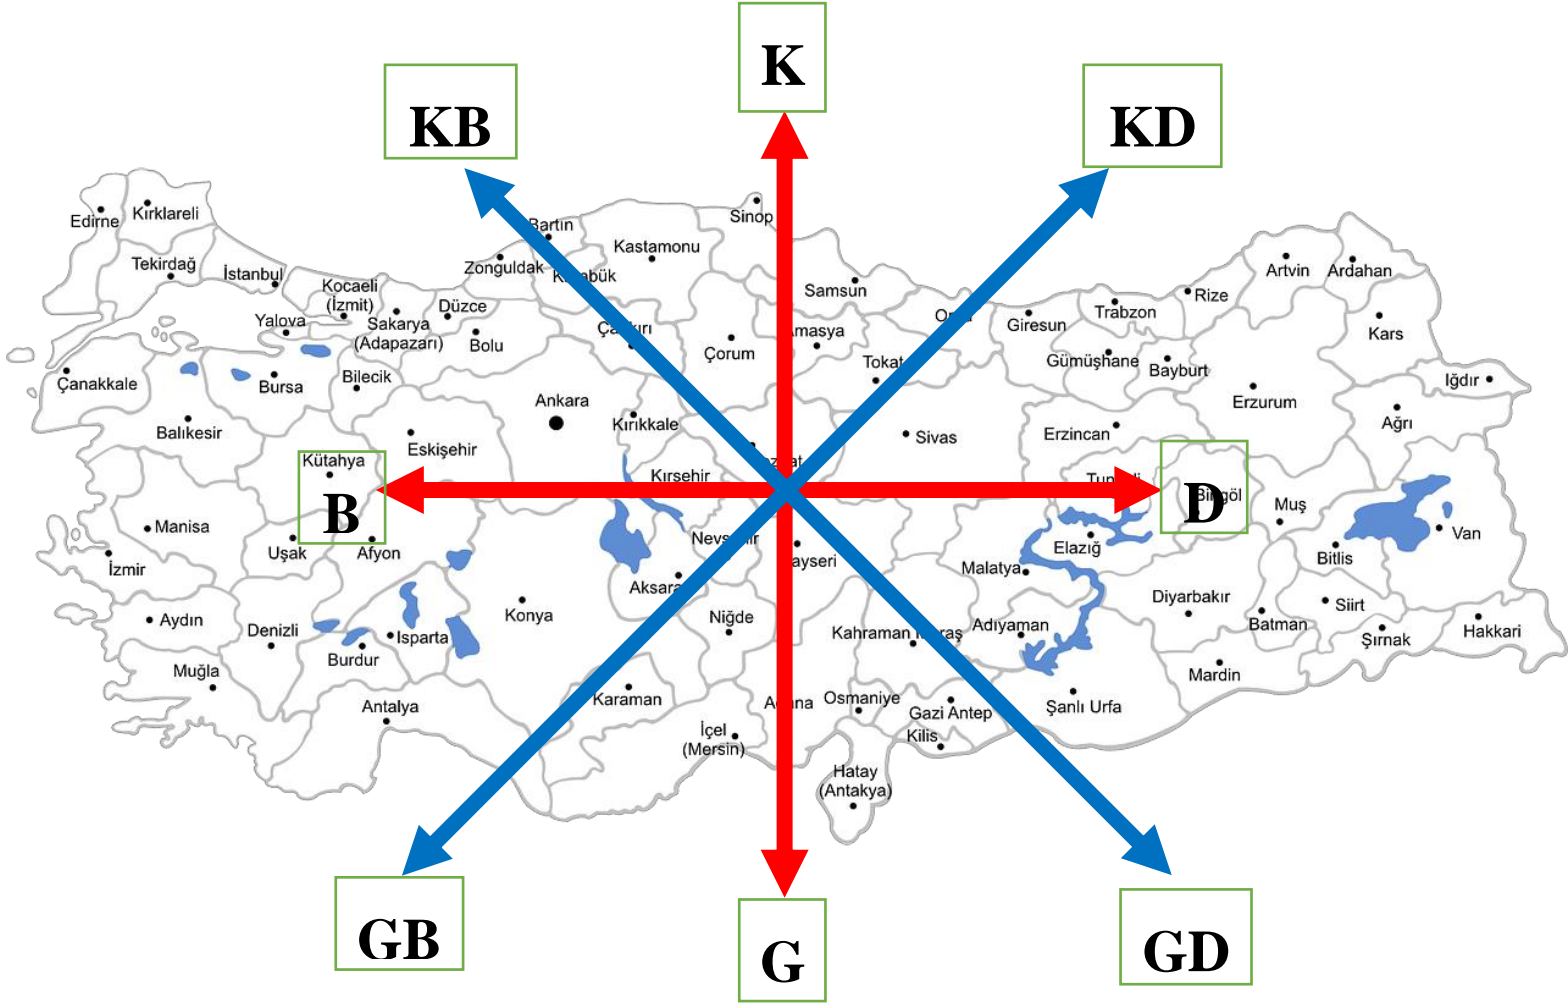 K
KB
KD
Edirne
Kırklareli
Sinop
Bartın
Kastamonu
Tekirdağ
İstanbul
Zonguldak
Artvin
Ardahan
Kocaeli
(İzmit)
Samsun
Rize
Düzce
Trabzon
Yalova
Sakarya
(Adapazarı)
Giresun
Kars
Bolu
Çorum
Tokat
Gümüşhane
Bayburt
Çanakkale
Bursa
Bilecik
Iğdır
Ankara
Erzurum
Balıkesir
Kırıkkale
Eskişehir
Sivas
Erzincan
Ağrı
Kütahya
Kırşehir
B
D
Muş
Manisa
Uşak
Afyon
Elazığ
Bitlis
Van
İzmir
Malatya
Konya
Diyarbakır
Siirt
Aydın
Denizli
Isparta
Niğde
Adıyaman
Batman
Şırnak
Hakkari
Burdur
Muğla
Mardin
Karaman
Osmaniye
Antalya
Gazi Antep
Şanlı Urfa
İçel
(Mersin)
Kilis
Hatay
(Antakya)
GB
G
GD